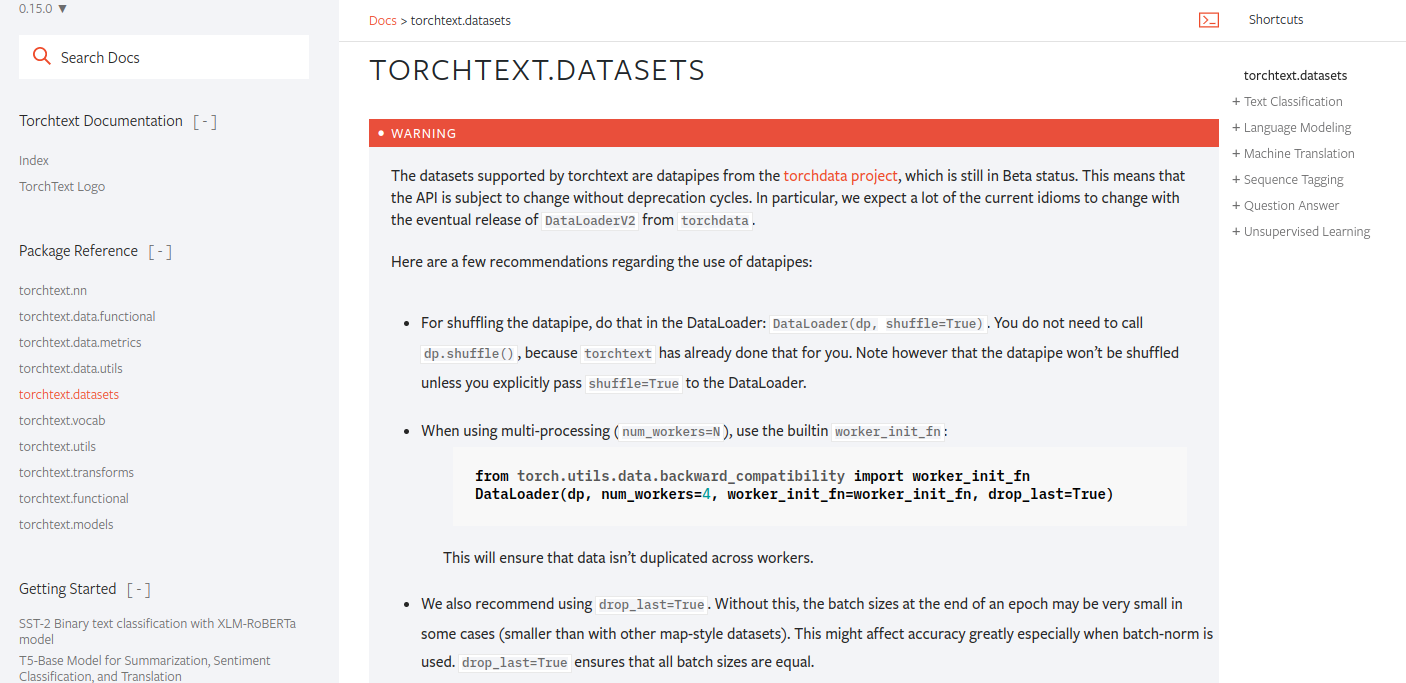 0.15.0 ▼
Search Docs
Torchtext Documentation [ - ]
Index
TorchText Logo
Package Reference [ - ]
torchtext.nn
torchtext.data.functional
torchtext.data.metrics
torchtext.data.utils
torchtext.datasets
torchtext.vocab
torchtext.utils
torchtext.transforms
torchtext.functional
torchtext.models
Getting Started [ - ]
SST-2 Binary text classification with XLM-RoBERTa
model
T5-Base Model for Summarization, Sentiment
Classification, and Translation
Docs > torchtext.datasets
TORCHTEXT.DATASETS
• WARNING
The datasets supported by torchtext are datapipes from the torchdata project, which is still in Beta status. This means that
the API is subject to change without deprecation cycles. In particular, we expect a lot of the current idioms to change with
the eventual release of DataLoaderV2 from torchdata.
Here are a few recommendations regarding the use of datapipes:
• For shuffling the datapipe, do that in the DataLoader: DataLoader(dp, shuffle=True). You do not need to call
dp.shuffle(), because torchtext has already done that for you. Note however that the datapipe won’t be shuffled
unless you explicitly pass shuffle=True to the DataLoader.
• When using multi-processing (num_workers=N), use the builtin worker_init_fn:
from torch.utils.data.backward_compatibility import worker_init_fn
DataLoader(dp, num_workers=4, worker_init_fn=worker_init_fn, drop_last=True)
This will ensure that data isn’t duplicated across workers.
• We also recommend using drop_last=True. Without this, the batch sizes at the end of an epoch may be very small in
some cases (smaller than with other map-style datasets). This might affect accuracy greatly especially when batch-norm is
used. drop_last=True ensures that all batch sizes are equal.
Shortcuts
torchtext.datasets
+ Text Classification
+ Language Modeling
+ Machine Translation
+ Sequence Tagging
+ Question Answer
+ Unsupervised Learning